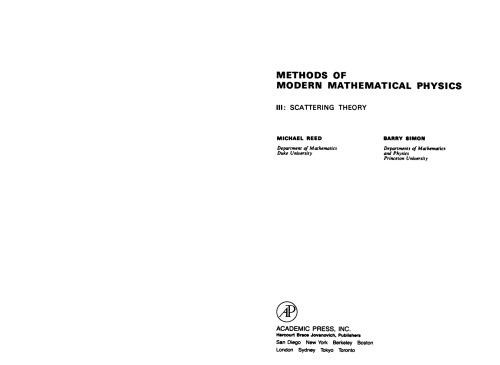 METHODS OF
MODERN MATHEMATICAL PHYSICS
III: SCATTERING THEORY
MICHAEL REED
Department of Mathematics
Duke University
BARRY SIMON
Departments of Mathematics
and Physics
Princeton University
AP
ACADEMIC PRESS, INC.
Harcourt Brace Jovanovich, Publishers
San Diego New York Berkeley Boston
London Sydney Tokyo Toronto